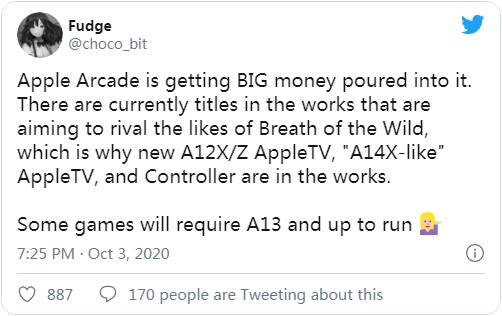 Fudge
@choco_bit
Apple Arcade is getting BIG money poured into it.
There are currently titles in the works that are
aiming to rival the likes of Breath of the Wild,
which is why new A12X/Z AppleTV, "A14X-like"
AppleTV, and Controller are in the works.
Some games will require A13 and up to run 💁🏼‍♀️
7:25 PM · Oct 3, 2020
887 170 people are Tweeting about this